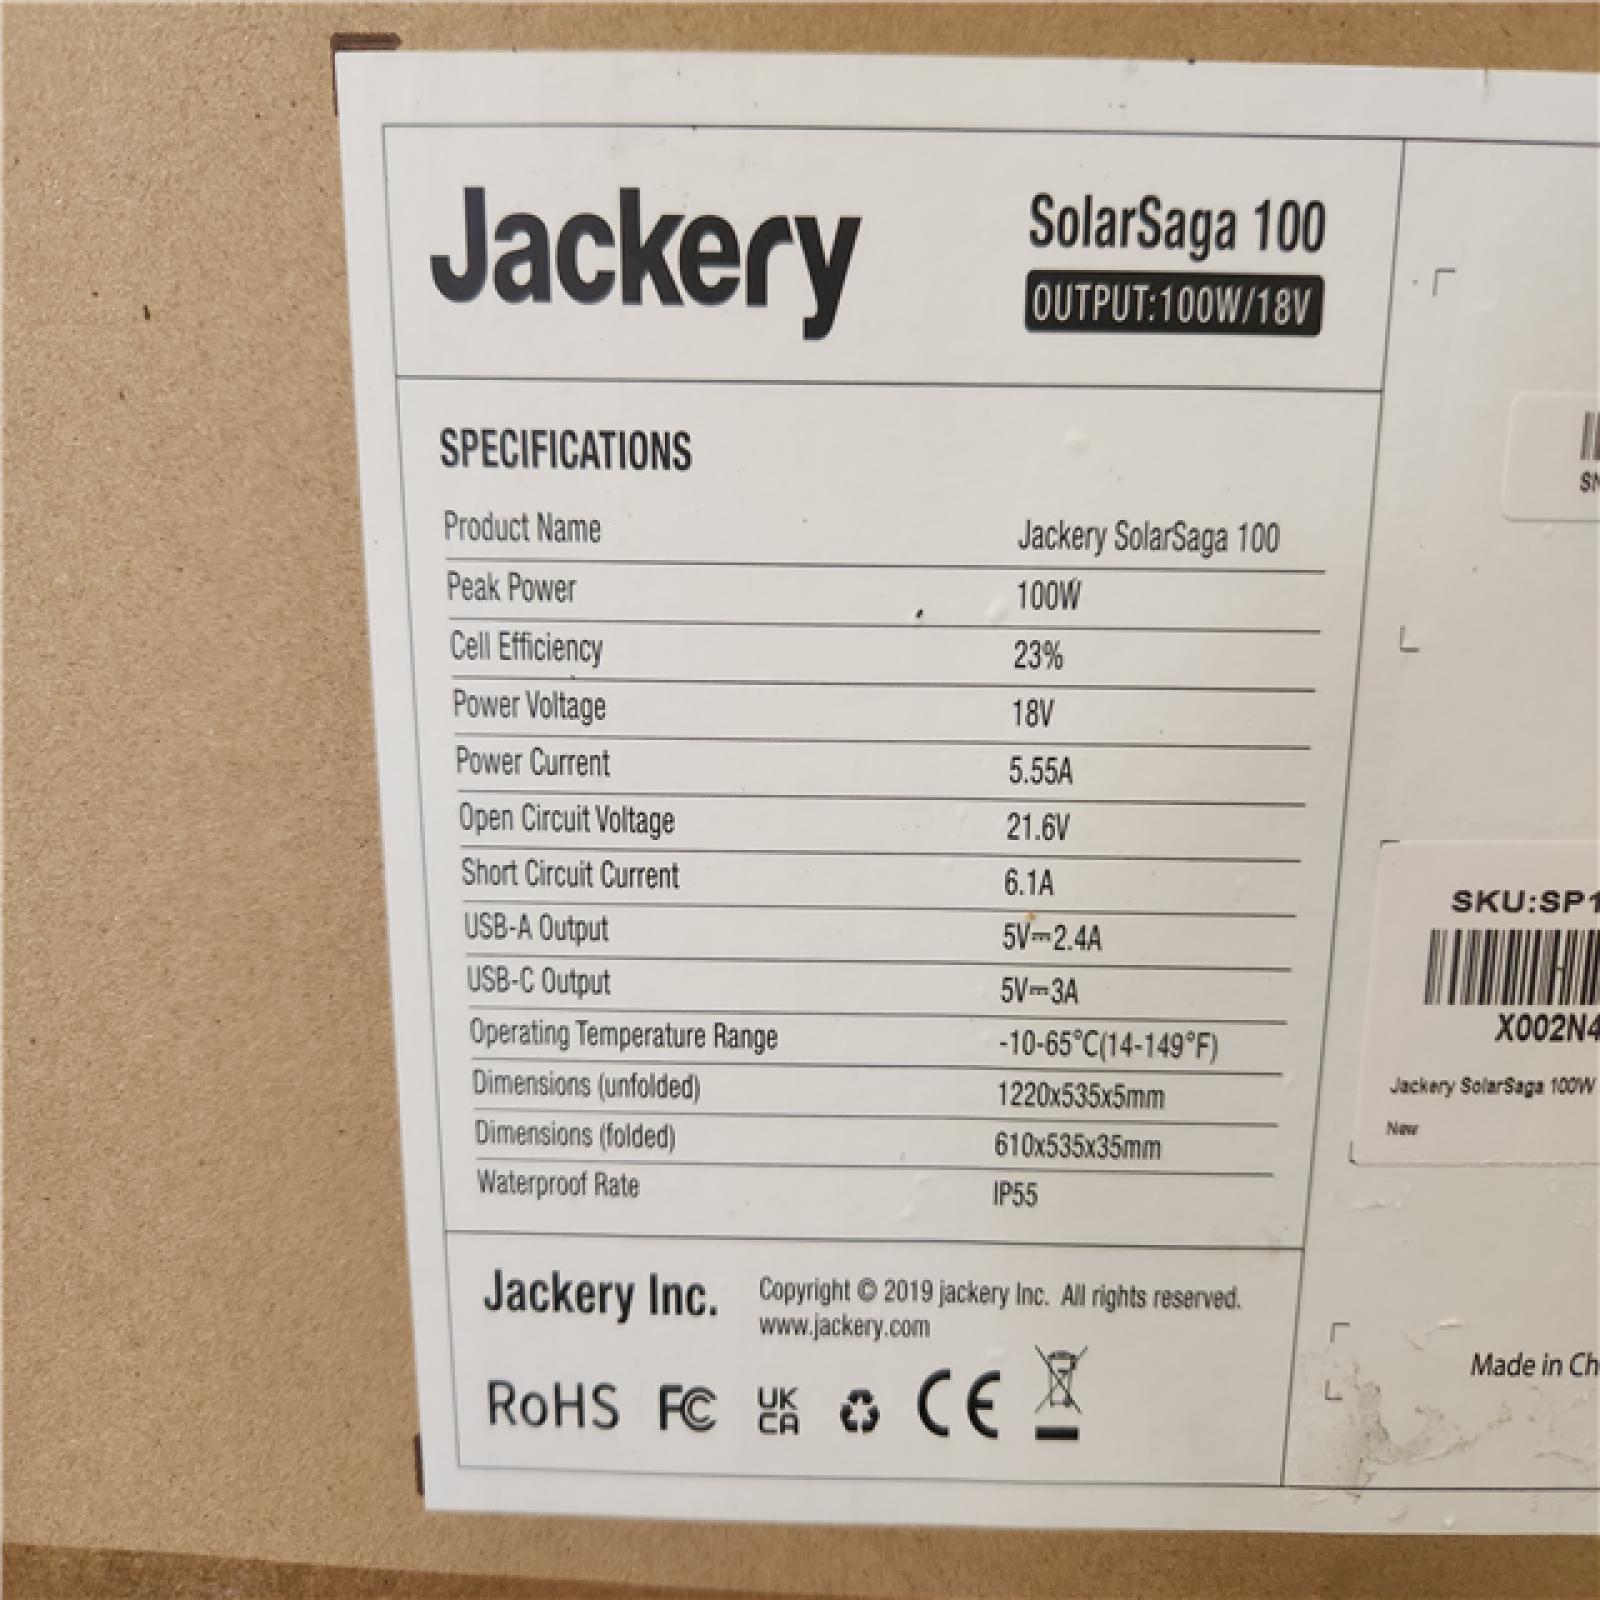 Jackery
SolarSaga 100
OUTPUT:100W/18V
SPECIFICATIONS
Product Name Jackery SolarSaga 100
Peak Power 100W
Cell Efficiency 23%
Power Voltage 18V
Power Current 5.55A
Open Circuit Voltage 21.6V
Short Circuit Current 6.1A
USB-A Output 5V⎓2.4A
USB-C Output 5V⎓3A
Operating Temperature Range -10-65℃(14-149°F)
Dimensions (unfolded) 1220x535x5mm
Dimensions (folded) 610x535x35mm
Waterproof Rate IP55
Jackery Inc.
Copyright © 2019 jackery Inc. All rights reserved.
www.jackery.com
RoHS FC UK CA CE
SN
SKU:SP1
X002N4
Jackery SolarSaga 100W
New
Made in Ch